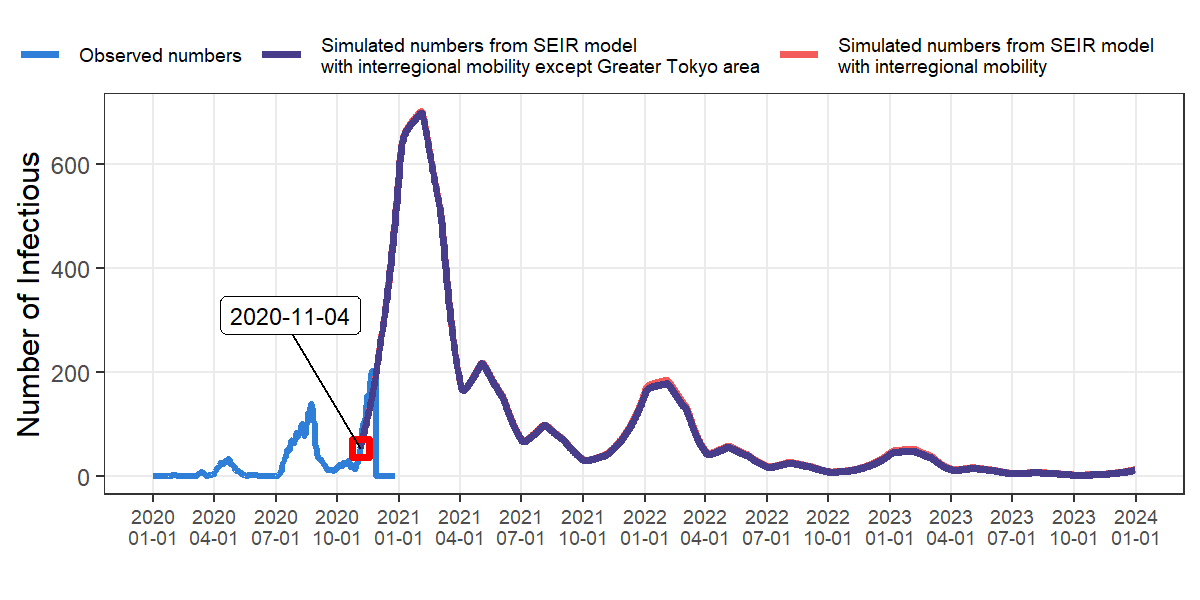 Observed numbers
Simulated numbers from SEIR model
with interregional mobility except Greater Tokyo area
Simulated numbers from SEIR model
with interregional mobility
Number of Infectious
600
400
200
0
2020-11-04
2020 2020 2020 2020 2021 2021 2021 2021 2022 2022 2022 2022 2023 2023 2023 2023 2024
01-01 04-01 07-01 10-01 01-01 04-01 07-01 10-01 01-01 04-01 07-01 10-01 01-01 04-01 07-01 10-01 01-01